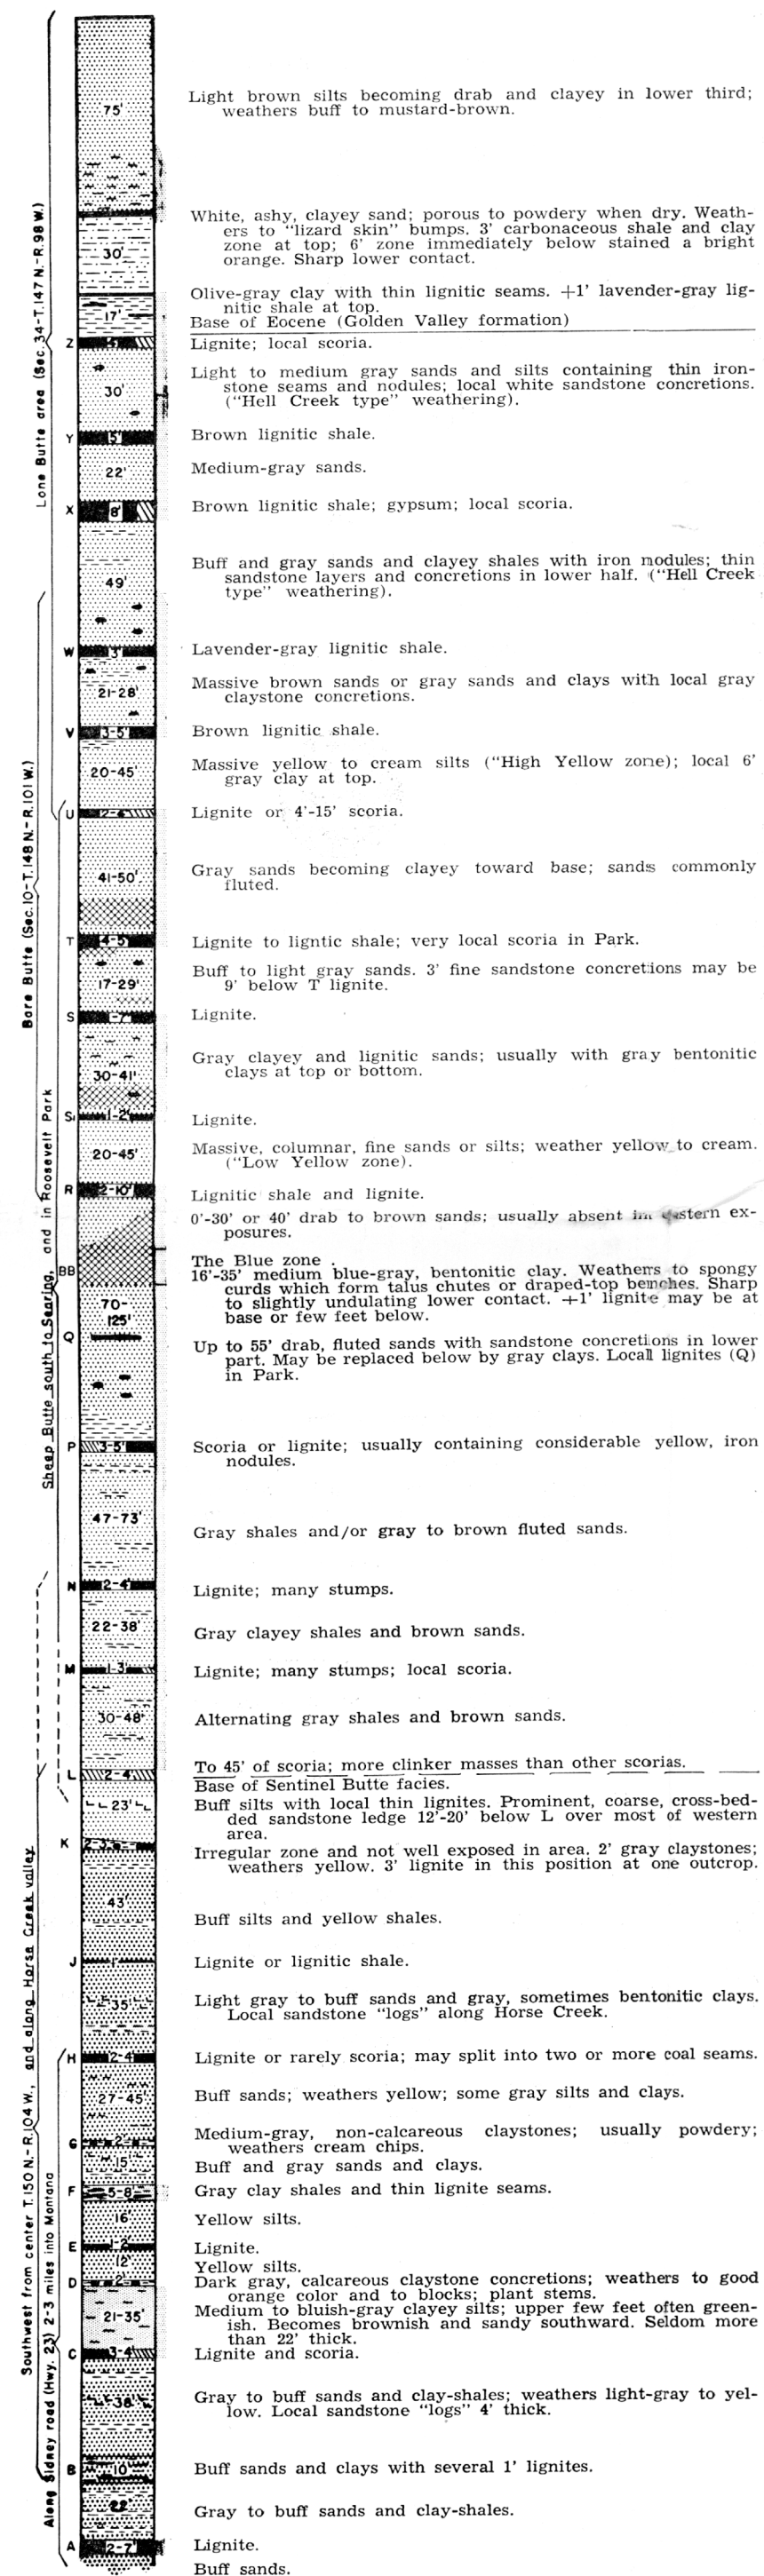 75'
Light brown silts becoming drab and clayey in lower third;
weathers buff to mustard-brown.
White, ashy, clayey sand; porous to powdery when dry. Weath-
ers to "lizard skin" bumps. 3' carbonaceous shale and clay
zone at top; 6' zone immediately below stained a bright
orange. Sharp lower contact.
30'
Olive-gray clay with thin lignitic seams. +1' lavender-gray lig-
nitic shale at top.
17'
Base of Eocene (Golden Valley formation)
Z
Lignite; local scoria.
30'
Light to medium gray sands and silts containing thin iron-
stone seams and nodules; local white sandstone concretions.
("Hell Creek type" weathering).
Y 5'
Brown lignitic shale.
22'
Medium-gray sands.
X 8'
Brown lignitic shale; gypsum; local scoria.
49'
Buff and gray sands and clayey shales with iron nodules; thin
sandstone layers and concretions in lower half. ("Hell Creek
type" weathering).
W 3'
Lavender-gray lignitic shale.
21-28'
Massive brown sands or gray sands and clays with local gray
claystone concretions.
V 3-5'
Brown lignitic shale.
20-45'
Massive yellow to cream silts ("High Yellow zone); local 6'
gray clay at top.
U
Lignite or 4'-15' scoria.
41-50'
Gray sands becoming clayey toward base; sands commonly
fluted.
T 4-5'
Lignite to ligntic shale; very local scoria in Park.
17-29'
Buff to light gray sands. 3' fine sandstone concretions may be
9' below T lignite.
S 1-7'
Lignite.
30-41'
Gray clayey and lignitic sands; usually with gray bentonitic
clays at top or bottom.
S₁ 1-2'
Lignite.
20-45'
Massive, columnar, fine sands or silts; weather yellow to cream.
("Low Yellow zone).
R 2-10'
Lignitic shale and lignite.
0'-30' or 40' drab to brown sands; usually absent in ex-
posures.
BB
The Blue zone .
16'-35' medium blue-gray, bentonitic clay. Weathers to spongy
curds which form talus chutes or draped-top benches. Sharp
to slightly undulating lower contact. +1' lignite may be at
base or few feet below.
70-
125'
Q
Up to 55' drab, fluted sands with sandstone concretions in lower
part. May be replaced below by gray clays. Local lignites (Q)
in Park.
P 3-5'
Scoria or lignite; usually containing considerable yellow, iron
nodules.
47-73'
Gray shales and/or gray to brown fluted sands.
N 2-4'
Lignite; many stumps.
22-38'
Gray clayey shales and brown sands.
M 1-3'
Lignite; many stumps; local scoria.
30-48'
Alternating gray shales and brown sands.
L 2-4'
To 45' of scoria; more clinker masses than other scorias.
Base of Sentinel Butte facies.
23'
Buff silts with local thin lignites. Prominent, coarse, cross-bed-
ded sandstone ledge 12'-20' below L over most of western
area.
K 2-3'
Irregular zone and not well exposed in area. 2' gray claystones;
weathers yellow. 3' lignite in this position at one outcrop.
43'
Buff silts and yellow shales.
J 1'
Lignite or lignitic shale.
35'
Light gray to buff sands and gray, sometimes bentonitic clays.
Local sandstone "logs" along Horse Creek.
H 2-4'
Lignite or rarely scoria; may split into two or more coal seams.
27-45'
Buff sands; weathers yellow; some gray silts and clays.
G 2'
Medium-gray, non-calcareous claystones; usually powdery;
weathers cream chips.
15'
Buff and gray sands and clays.
F 5-8'
Gray clay shales and thin lignite seams.
16'
Yellow silts.
E 1-2'
Lignite.
12'
Yellow silts.
D 2'
Dark gray, calcareous claystone concretions; weathers to good
orange color and to blocks; plant stems.
21-35'
Medium to bluish-gray clayey silts; upper few feet often green-
ish. Becomes brownish and sandy southward. Seldom more
than 22' thick.
C 3-4'
Lignite and scoria.
38'
Gray to buff sands and clay-shales; weathers light-gray to yel-
low. Local sandstone "logs" 4' thick.
B 10'
Buff sands and clays with several 1' lignites.
22'
Gray to buff sands and clay-shales.
A 2-7'
Lignite.
Buff sands.
Lone Butte area (Sec. 34-T.147 N.-R.98 W.)
Bare Butte (Sec.10-T.148 N.-R.101 W.)
Sheep Butte south to Searing, and in Roosevelt Park
Southwest from center T.150 N.-R.104 W., and along Horse Creek valley
Along Sidney road (Hwy. 23) 2-3 miles into Montana